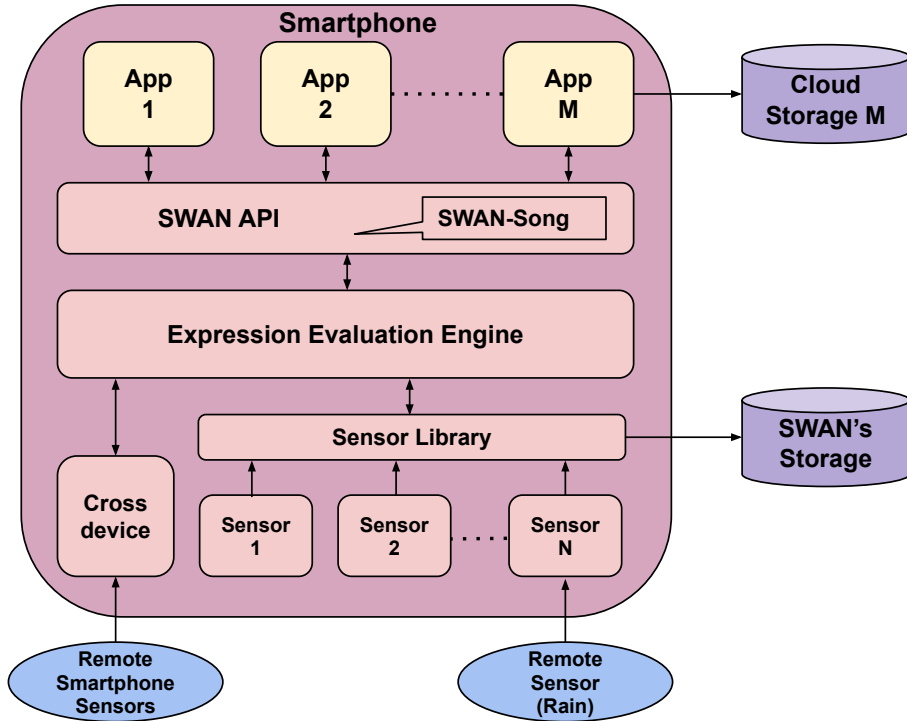 Smartphone
App
1
App
2
App
M
Cloud
Storage M
SWAN API
SWAN-Song
Expression Evaluation Engine
Sensor Library
SWAN's
Storage
Cross
device
Sensor
1
Sensor
2
Sensor
N
Remote
Smartphone
Sensors
Remote
Sensor
(Rain)